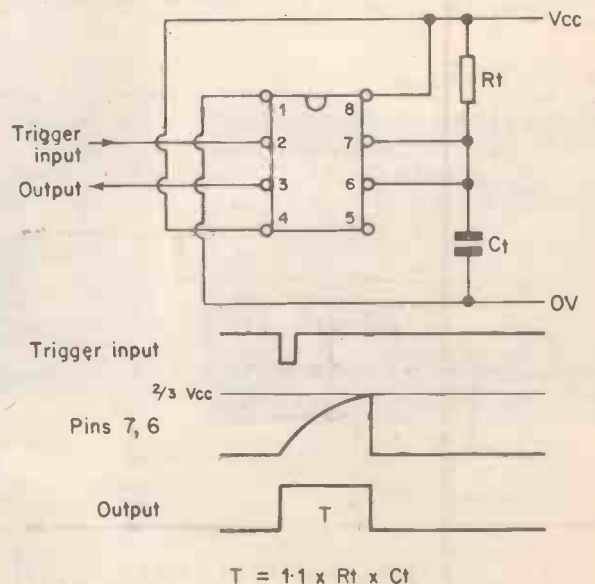 Vcc
Rt
1 8
Trigger
input
2 7
Output
3 6
4 5
Ct
0V
Trigger input
2/3 Vcc
Pins 7, 6
Output
T
T = 1·1 x Rt x Ct